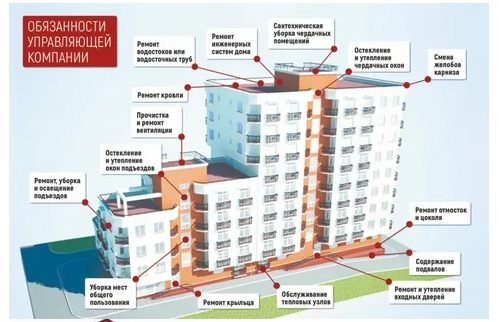 ОБЯЗАННОСТИ
УПРАВЛЯЮЩЕЙ
КОМПАНИИ
Ремонт
водостоков или
водосточных труб
Ремонт
инженерных
систем дома
Сантехническая
уборка чердачных
помещений
Остекление
и утепление
чердачных окон
Смена
желобов
карниза
Ремонт кровли
Прочистка
и ремонт
вентиляции
Остекление
и утепление
окон подъездов
Ремонт, уборка
и освещение
подъездов
Уборка мест
общего
пользования
Ремонт крыльца
Обслуживание
тепловых узлов
Ремонт отмосток
и цоколя
Содержание
подвалов
Ремонт и утепление
входных дверей